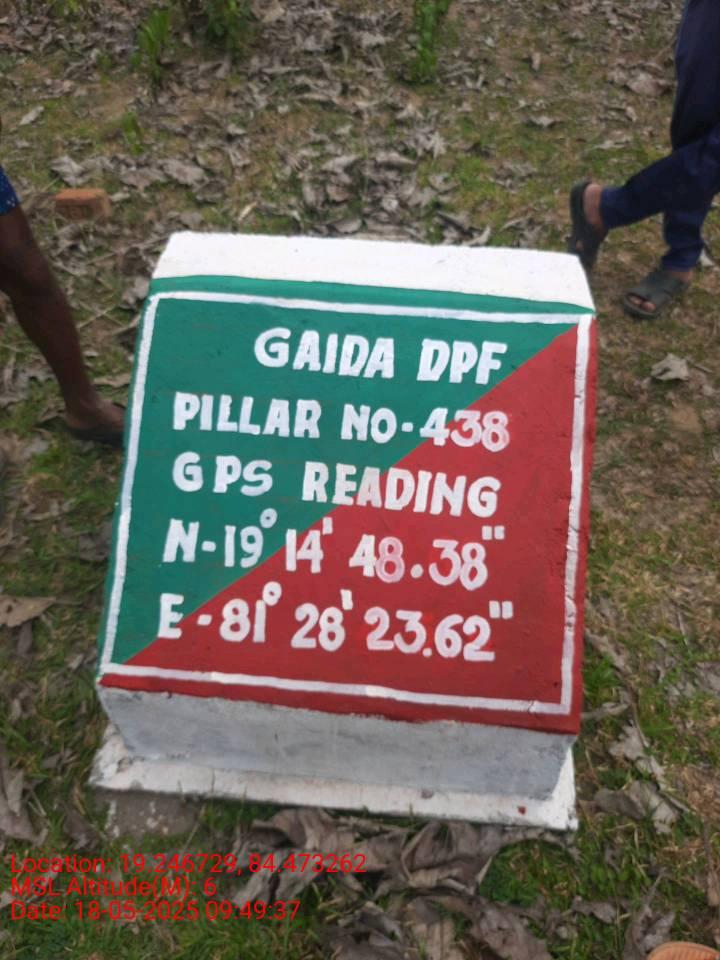 GAIDA DPF
PILLAR NO-438
GPS READING
N-19° 14' 48.38"
E-81° 28' 23.62"
Location: 19.246729, 84.473262
MSL Altitude(M): 6
Date: 18-05-2025 09:49:37